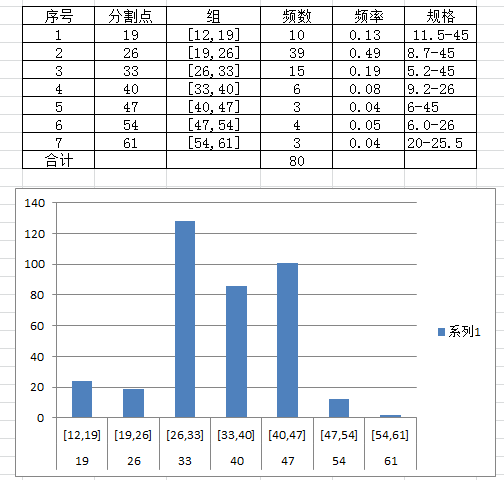 序号 分割点 组 频数 频率 规格
1 19 [12,19] 10 0.13 11.5-45
2 26 [19,26] 39 0.49 8.7-45
3 33 [26,33] 15 0.19 5.2-45
4 40 [33,40] 6 0.08 9.2-26
5 47 [40,47] 3 0.04 6-45
6 54 [47,54] 4 0.05 6.0-26
7 61 [54,61] 3 0.04 20-25.5
合计 80
140
120
100
80
60
40
20
0
系列1
[12,19] [19,26] [26,33] [33,40] [40,47] [47,54] [54,61]
19 26 33 40 47 54 61